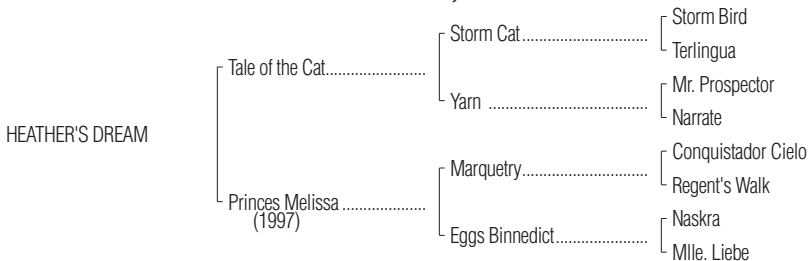 Storm Bird
Storm Cat..............................
Terlingua
Tale of the Cat........................
Mr. Prospector
Yarn ......................................
Narrate
HEATHER'S DREAM
Conquistador Cielo
Marquetry..............................
Regent's Walk
Princes Melissa ....................
(1997)
Naskra
Eggs Binnedict......................
Mlle. Liebe